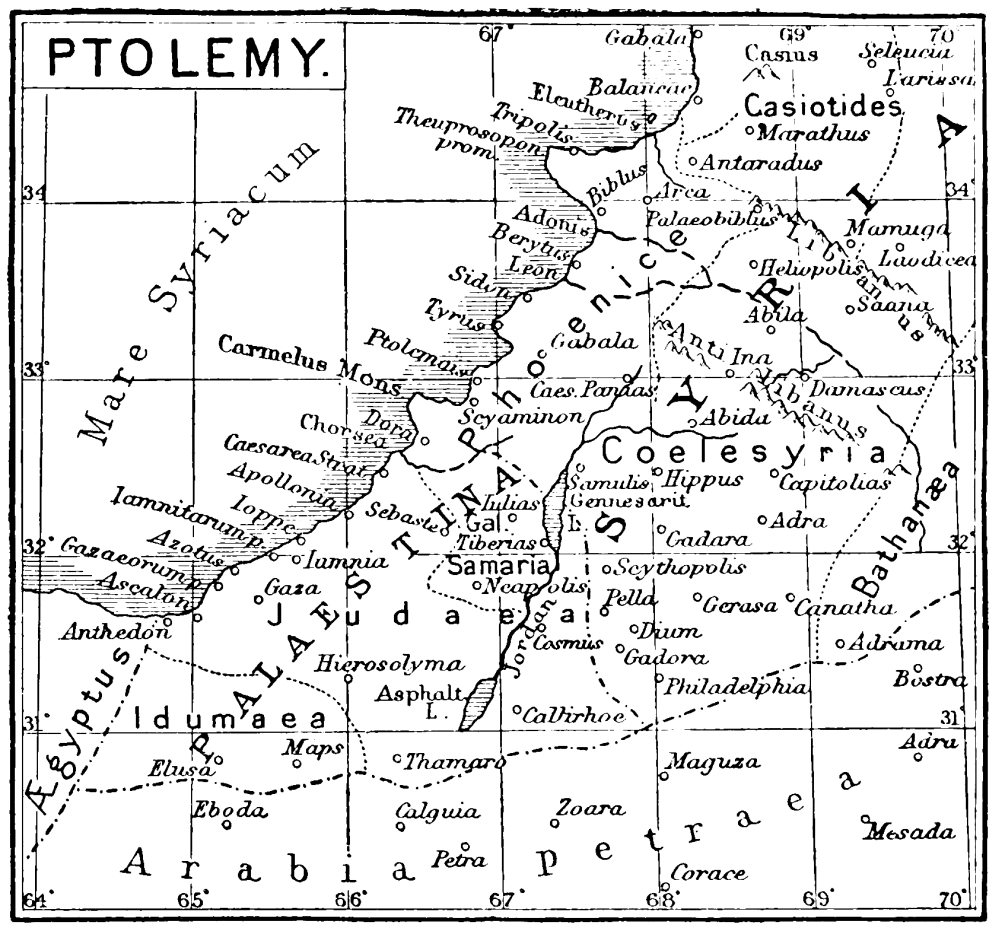 PTOLEMY.
67°
69°
70°
Gabala
Casius
Seleucia
Larissa
Balaneae
Eleutherus
Casiotides
Tripolis
Theuprosopon
prom.
Marathus
Antaradus
34
34°
Biblus
Arca
Adonis
Palaeobiblus
Mamuga
Berytus
Laodicea
Leon
Heliopolis
Libanus
Sidon
Saana
Abila
Tyrus
Gabala
Anti Lina
Libanus
Ptolemais
Carmelus Mons
33°
33°
Caes. Panias
Damascus
Scyaminon
Abida
Mare Syriacum
Phoenice
SYRIA
Dora
Chorsea
Coelesyria
Caesarea Strat.
Samulis
Hippus
Capitolias
Gennesarit.
L.
Apollonia
Iulias
Gal.
Sebaste
Iamnitarum p.
Ioppe
Adra
Gadara
Tiberias
32°
32°
Azotus
Iamnia
Samaria
Scythopolis
Bathanæa
Gazaeorum p.
Neapolis
Ascalon
Gaza
Pella
Gerasa
Canatha
Judaea
Anthedon
Dium
Cosmus
Jordan
Adrama
Gadora
PALAESTINA
Hierosolyma
Asphalt.
L.
Philadelphia
Bostra
Ægyptus
Idumaea
Callirhoe
31°
31°
Maps
Elusa
Thamaro
Maguza
Adra
Eboda
Calguia
Zoara
Mesada
Arabia petraea
Petra
Corace
64°
65°
66°
67°
68°
69°
70°